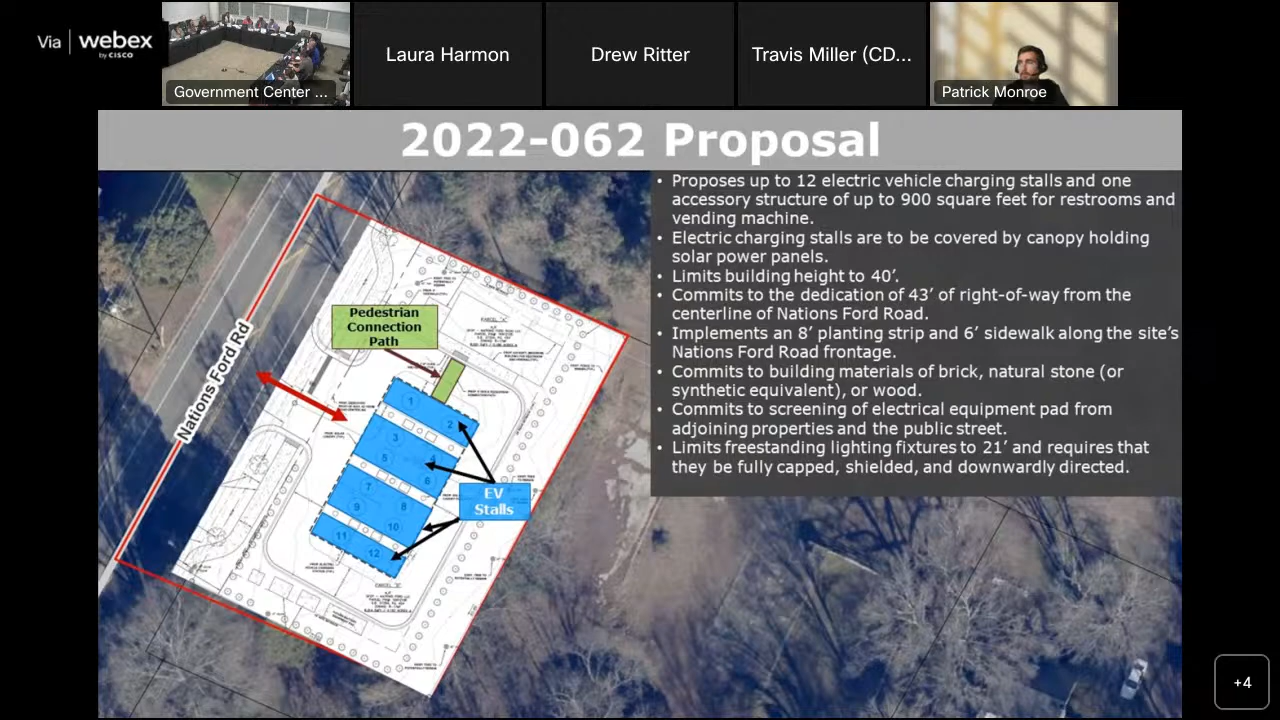 Via webex
by CISCO
Government Center ...
Laura Harmon
Drew Ritter
Travis Miller (CD...
Patrick Monroe
2022-062 Proposal
• Proposes up to 12 electric vehicle charging stalls and one
accessory structure of up to 900 square feet for restrooms and
vending machine.
• Electric charging stalls are to be covered by canopy holding
solar power panels.
• Limits building height to 40’.
• Commits to the dedication of 43’ of right-of-way from the
centerline of Nations Ford Road.
• Implements an 8’ planting strip and 6’ sidewalk along the site’s
Nations Ford Road frontage.
• Commits to building materials of brick, natural stone (or
synthetic equivalent), or wood.
• Commits to screening of electrical equipment pad from
adjoining properties and the public street.
• Limits freestanding lighting fixtures to 21’ and requires that
they be fully capped, shielded, and downwardly directed.
Pedestrian
Connection
Path
Nations Ford Rd
1
2
3
4
5
6
7
8
9
10
11
12
EV
Stalls
+4